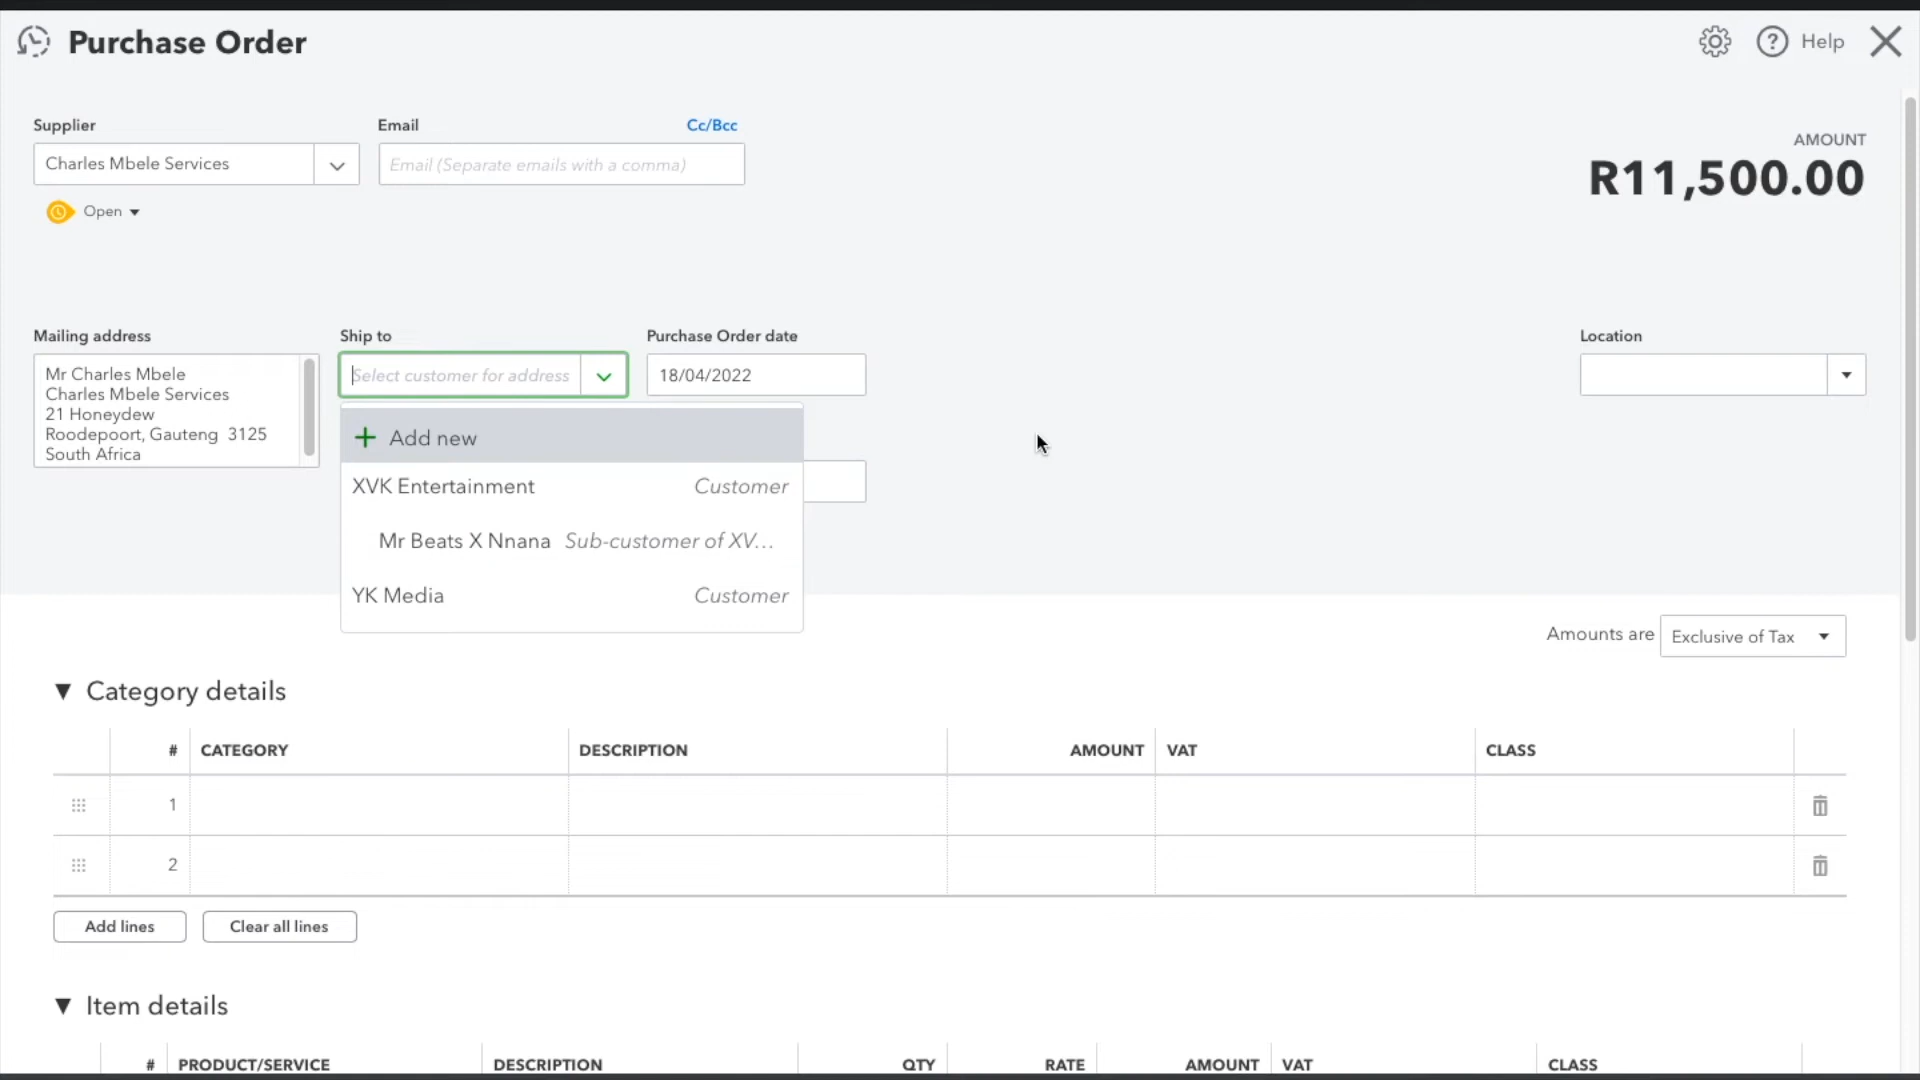 Purchase Order
Help
Supplier
Email
Cc/Bcc
Charles Mbele Services
Email (Separate emails with a comma)
AMOUNT
R11,500.00
Open
Mailing address
Ship to
Purchase Order date
Location
Mr Charles Mbele
Charles Mbele Services
21 Honeydew
Roodepoort, Gauteng 3125
South Africa
Select customer for address
18/04/2022
+ Add new
XVK Entertainment Customer
Mr Beats X Nnana Sub-customer of XV...
YK Media Customer
Amounts are Exclusive of Tax
Category details
# CATEGORY DESCRIPTION AMOUNT VAT CLASS
1
2
Add lines Clear all lines
Item details
# PRODUCT/SERVICE DESCRIPTION QTY RATE AMOUNT VAT CLASS